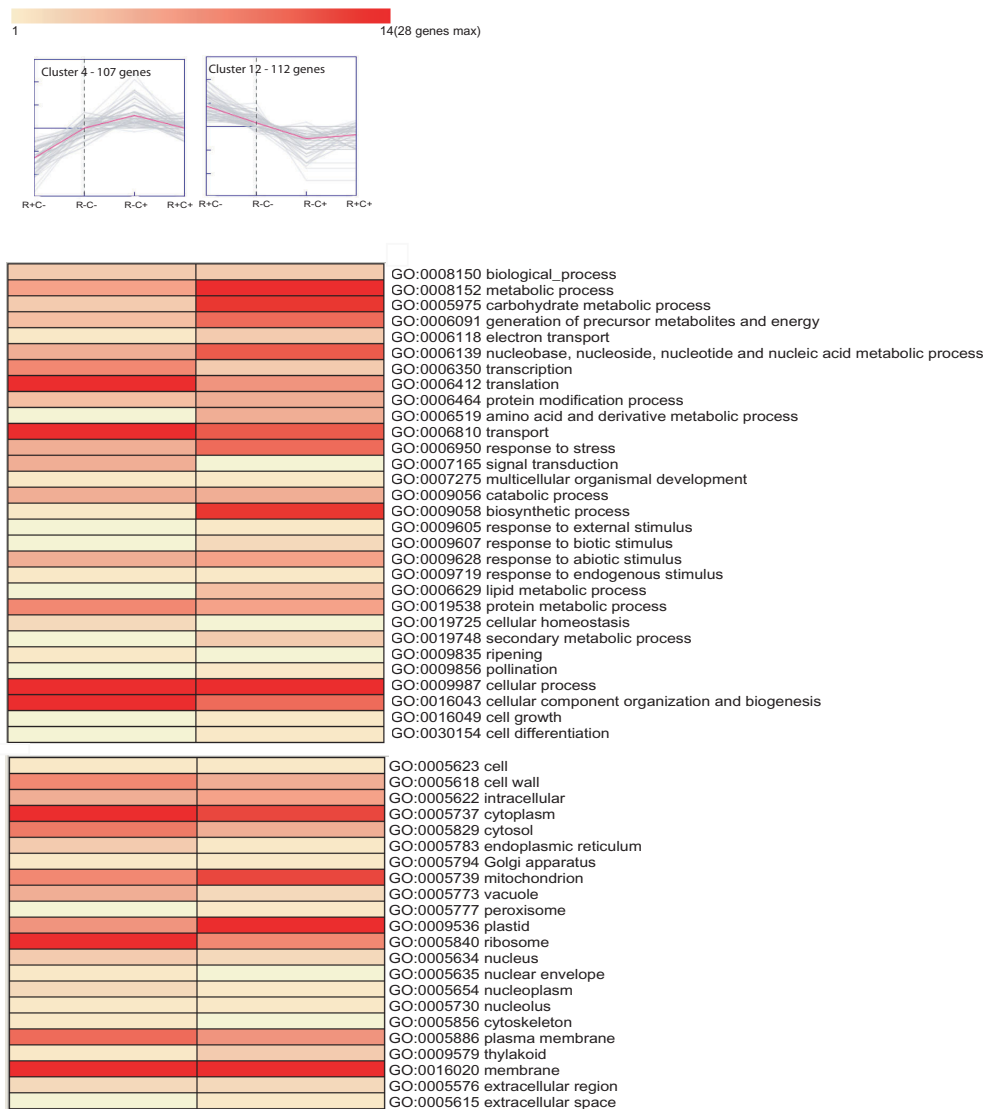 1 14(28 genes max)
Cluster 4 - 107 genes Cluster 12 - 112 genes
R+C- R-C- R-C+ R+C+ R+C- R-C- R-C+ R+C+
GO:0008150 biological_process
GO:0008152 metabolic process
GO:0005975 carbohydrate metabolic process
GO:0006091 generation of precursor metabolites and energy
GO:0006118 electron transport
GO:0006139 nucleobase, nucleoside, nucleotide and nucleic acid metabolic process
GO:0006350 transcription
GO:0006412 translation
GO:0006464 protein modification process
GO:0006519 amino acid and derivative metabolic process
GO:0006810 transport
GO:0006950 response to stress
GO:0007165 signal transduction
GO:0007275 multicellular organismal development
GO:0009056 catabolic process
GO:0009058 biosynthetic process
GO:0009605 response to external stimulus
GO:0009607 response to biotic stimulus
GO:0009628 response to abiotic stimulus
GO:0009719 response to endogenous stimulus
GO:0006629 lipid metabolic process
GO:0019538 protein metabolic process
GO:0019725 cellular homeostasis
GO:0019748 secondary metabolic process
GO:0009835 ripening
GO:0009856 pollination
GO:0009987 cellular process
GO:0016043 cellular component organization and biogenesis
GO:0016049 cell growth
GO:0030154 cell differentiation
GO:0005623 cell
GO:0005618 cell wall
GO:0005622 intracellular
GO:0005737 cytoplasm
GO:0005829 cytosol
GO:0005783 endoplasmic reticulum
GO:0005794 Golgi apparatus
GO:0005739 mitochondrion
GO:0005773 vacuole
GO:0005777 peroxisome
GO:0009536 plastid
GO:0005840 ribosome
GO:0005634 nucleus
GO:0005635 nuclear envelope
GO:0005654 nucleoplasm
GO:0005730 nucleolus
GO:0005856 cytoskeleton
GO:0005886 plasma membrane
GO:0009579 thylakoid
GO:0016020 membrane
GO:0005576 extracellular region
GO:0005615 extracellular space